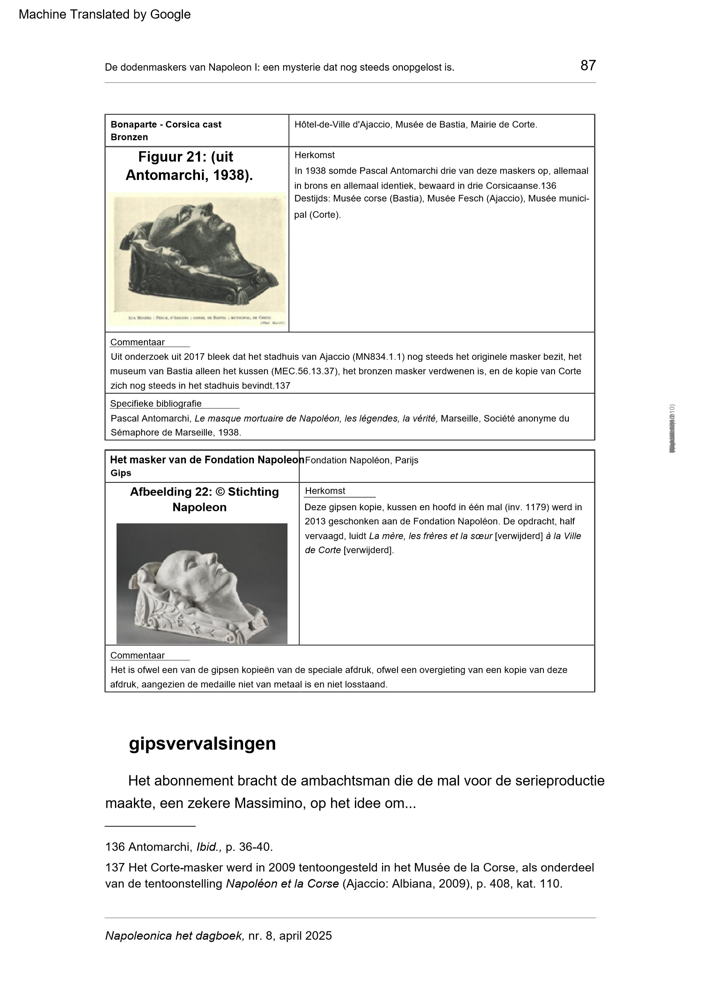 Machine Translated by Google
De dodenmaskers van Napoleon I: een mysterie dat nog steeds onopgelost is.
87
Bonaparte - Corsica cast
Bronzen
Hôtel-de-Ville d'Ajaccio, Musée de Bastia, Mairie de Corte.
Figuur 21: (uit
Antomarchi, 1938).
AUX MUSÉES : FESCH, D'AJACCIO ; CORSE, DE BASTIA ; MUNICIPAL, DE CORTE
(Phot.
Herkomst
In 1938 somde Pascal Antomarchi drie van deze maskers op, allemaal
in brons en allemaal identiek, bewaard in drie Corsicaanse.136
Destijds: Musée corse (Bastia), Musée Fesch (Ajaccio), Musée munici-
pal (Corte).
Commentaar
Uit onderzoek uit 2017 bleek dat het stadhuis van Ajaccio (MN834.1.1) nog steeds het originele masker bezit, het
museum van Bastia alleen het kussen (MEC.56.13.37), het bronzen masker verdwenen is, en de kopie van Corte
zich nog steeds in het stadhuis bevindt.137
Specifieke bibliografie
Pascal Antomarchi, Le masque mortuaire de Napoléon, les légendes, la vérité, Marseille, Société anonyme du
Sémaphore de Marseille, 1938.
Het masker van de Fondation Napoleon
Gips
Fondation Napoléon, Parijs
Afbeelding 22: © Stichting
Napoleon
Herkomst
Deze gipsen kopie, kussen en hoofd in één mal (inv. 1179) werd in
2013 geschonken aan de Fondation Napoléon. De opdracht, half
vervaagd, luidt La mère, les frères et la sœur [verwijderd] à la Ville
de Corte [verwijderd].
Commentaar
Het is ofwel een van de gipsen kopieën van de speciale afdruk, ofwel een overgieting van een kopie van deze
afdruk, aangezien de medaille niet van metaal is en niet losstaand.
gipsvervalsingen
Het abonnement bracht de ambachtsman die de mal voor de serieproductie
maakte, een zekere Massimino, op het idee om...
136 Antomarchi, Ibid., p. 36-40.
137 Het Corte-masker werd in 2009 tentoongesteld in het Musée de la Corse, als onderdeel
van de tentoonstelling Napoléon et la Corse (Ajaccio: Albiana, 2009), p. 408, kat. 110.
Napoleonica het dagboek, nr. 8, april 2025